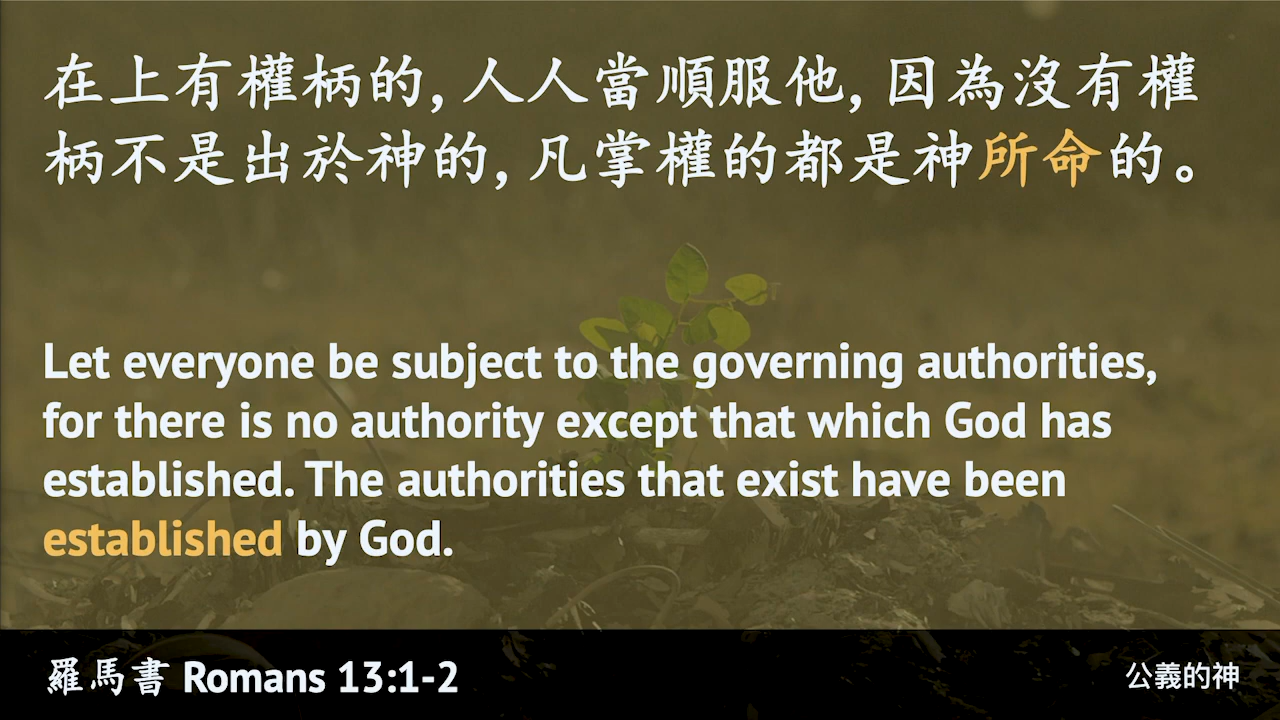 在上有權柄的, 人人當順服他, 因為沒有權
柄不是出於神的, 凡掌權的都是神所命的。
Let everyone be subject to the governing authorities,
for there is no authority except that which God has
established. The authorities that exist have been
established by God.
羅馬書 Romans 13:1-2
公義的神